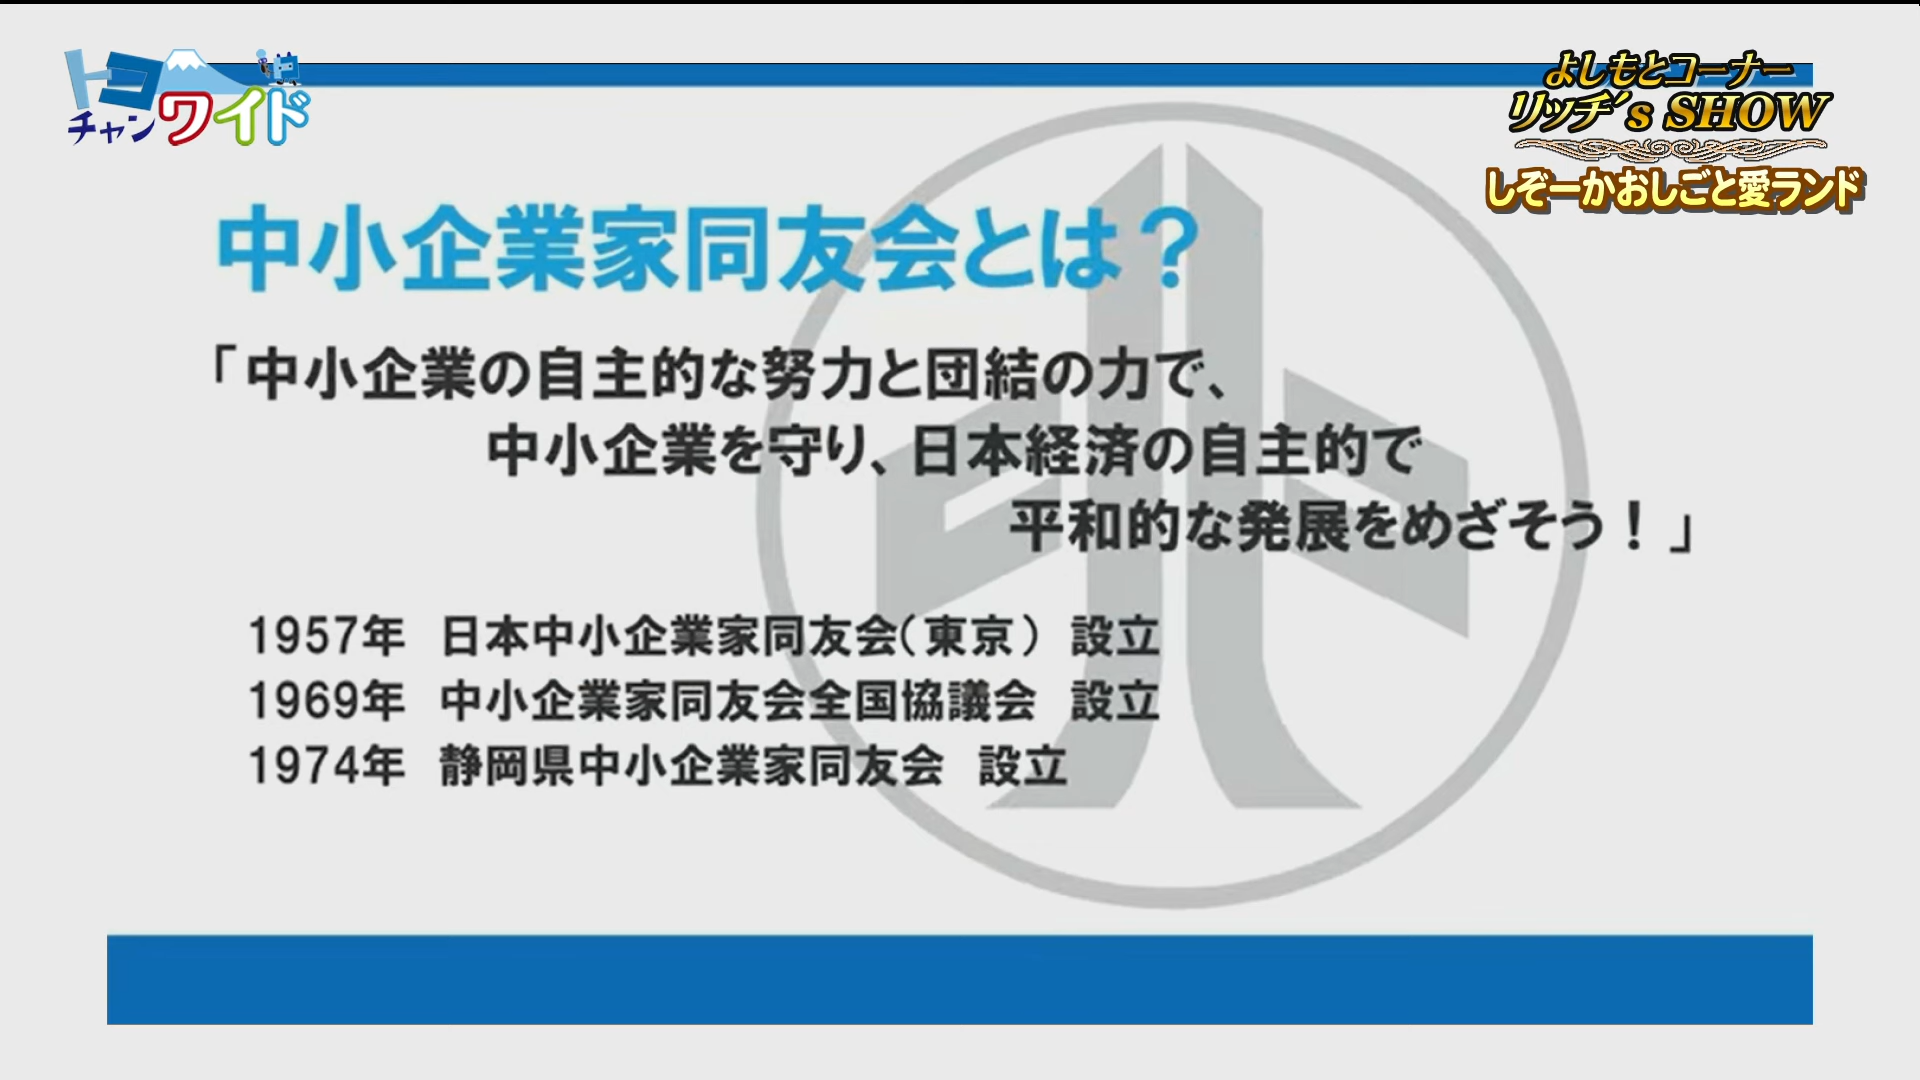 トコチャンワイド
よしもとコーナー
リッチ's SHOW
しぞーかおしごと愛ランド
中小企業家同友会とは？
「中小企業の自主的な努力と団結の力で、
中小企業を守り、日本経済の自主的で
平和的な発展をめざそう！」
1957年 日本中小企業家同友会（東京） 設立
1969年 中小企業家同友会全国協議会 設立
1974年 静岡県中小企業家同友会 設立